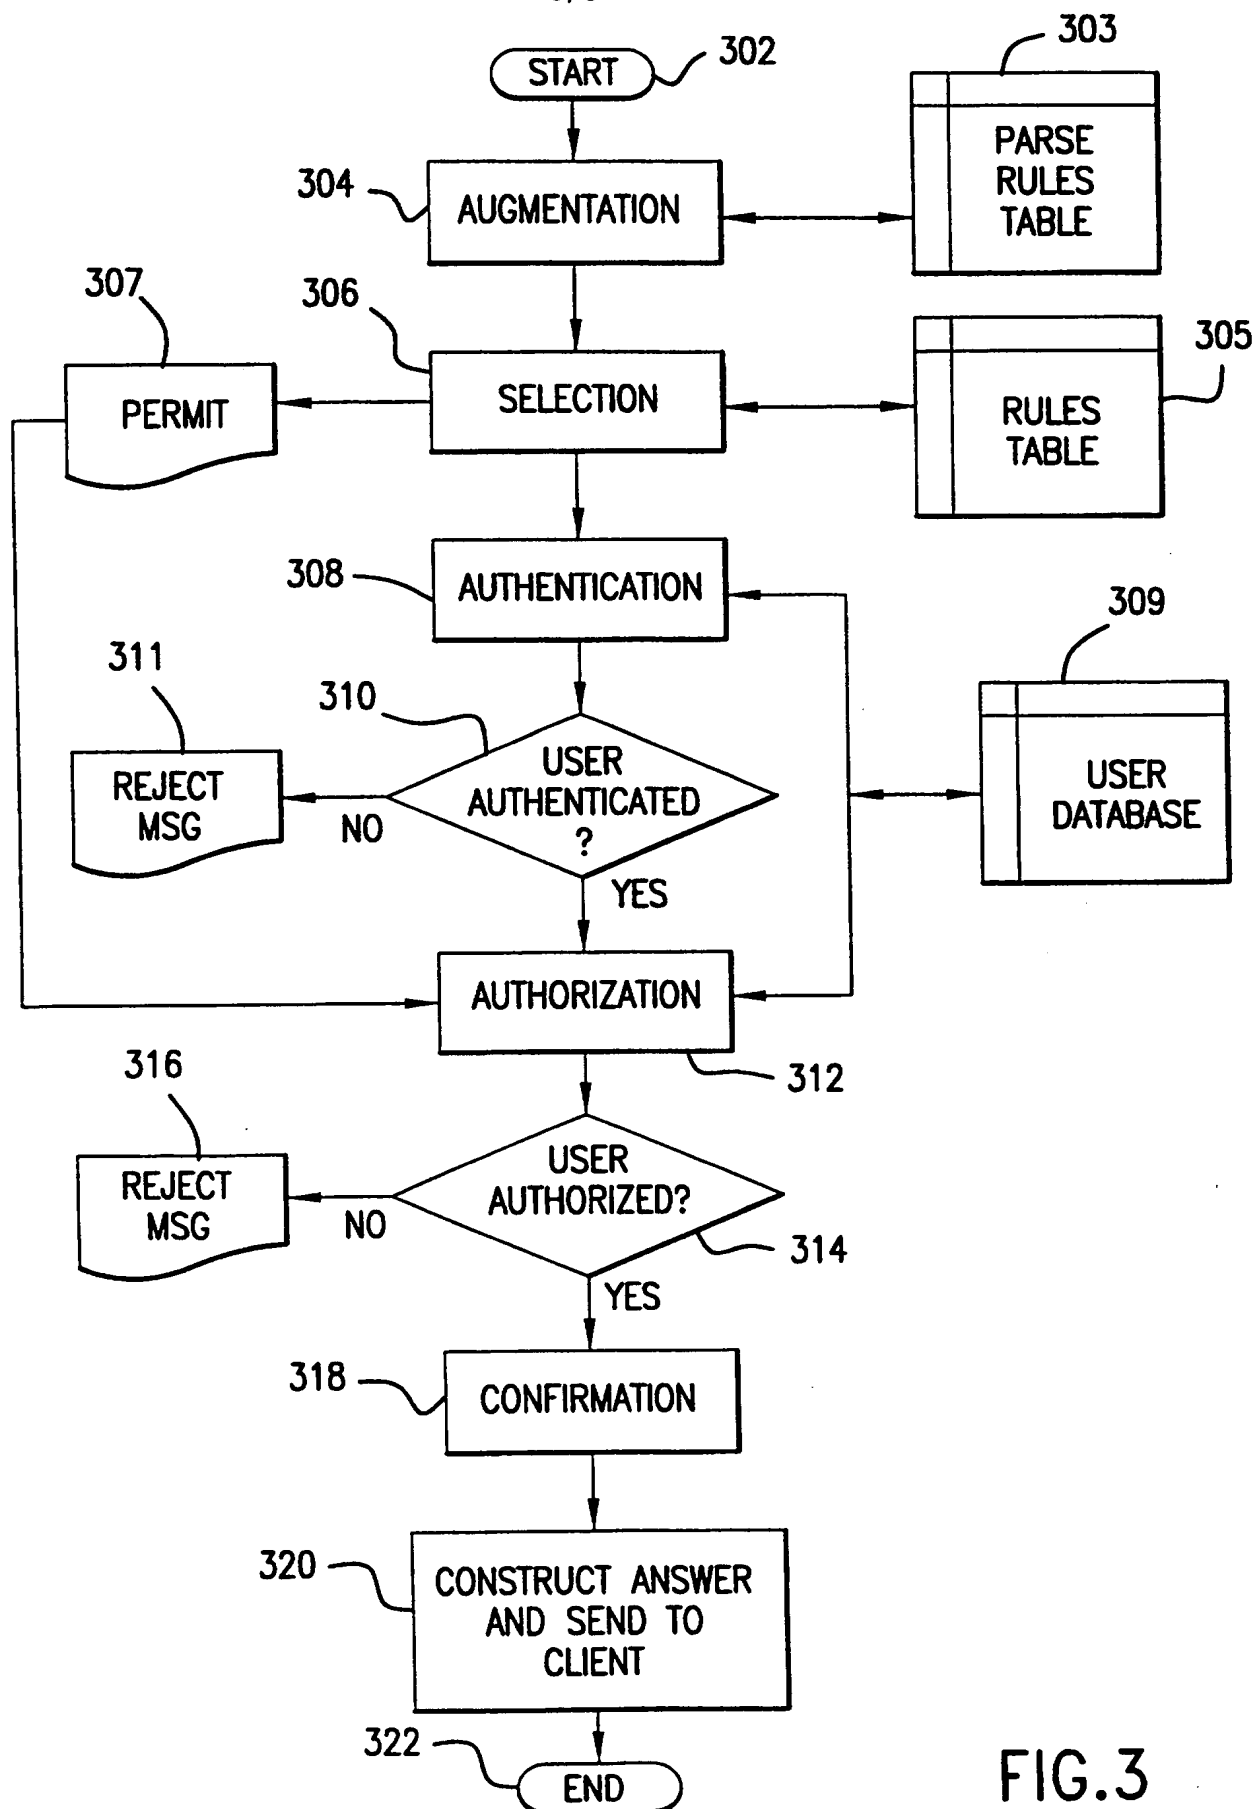 302
START
303
PARSE
RULES
TABLE
304
AUGMENTATION
307
306
305
PERMIT
SELECTION
RULES
TABLE
308
AUTHENTICATION
309
311
310
REJECT
MSG
NO
USER
AUTHENTICATED
?
USER
DATABASE
YES
AUTHORIZATION
312
316
REJECT
MSG
NO
USER
AUTHORIZED?
314
YES
318
CONFIRMATION
320
CONSTRUCT ANSWER
AND SEND TO
CLIENT
322
END
FIG.3